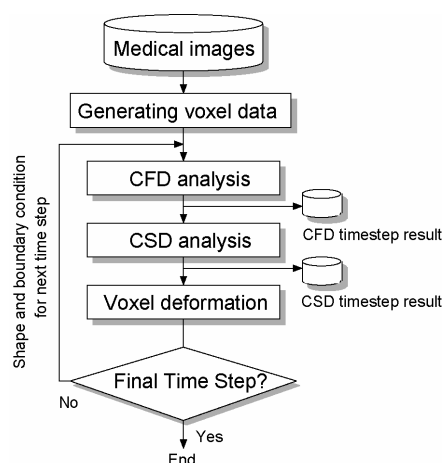 Medical images
Generating voxel data
CFD analysis
CFD timestep result
CSD analysis
CSD timestep result
Voxel deformation
Shape and boundary condition
for next time step
Final Time Step?
No
Yes
End